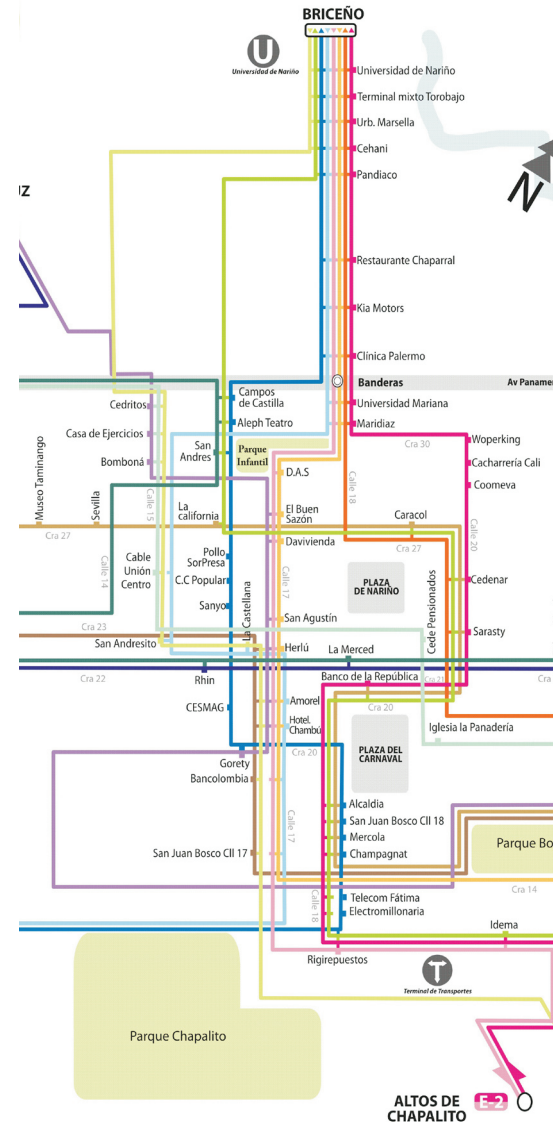 BRICEÑO
U
Universidad de Nariño
Universidad de Nariño
Terminal mixto Torobajo
Urb. Marsella
Cehani
Pandiaco
N
Restaurante Chaparral
Kia Motors
Clínica Palermo
Banderas
Av Paname
Campos
de Castilla
Cedritos
Universidad Mariana
Aleph Teatro
Maridiaz
Casa de Ejercicios
Cra 30
Woperking
San
Andres
Parque
Infantil
Bomboná
Cacharrería Cali
D.A.S
Coomeva
Museo Taminango
Sevilla
Calle 15
Calle 18
La
california
El Buen
Sazón
Caracol
Cra 27
Davivienda
Cra 27
Calle 20
Calle 14
Cable
Unión
Centro
Pollo
SorPresa
C.C Popular
Calle 17
PLAZA
DE NARIÑO
Cedenar
Sanyo
La Castellana
San Agustín
Cede Pensionados
Cra 23
Sarasty
San Andresito
Herlú
La Merced
Cra 22
Rhin
Banco de la República
Cra 21
Cra
CESMAG
Amorel
Cra 20
Hotel
Chambú
Iglesia la Panadería
Cra 20
PLAZA DEL
CARNAVAL
Gorety
Bancolombia
Alcaldía
Calle 17
San Juan Bosco Cll 18
Mercola
San Juan Bosco Cll 17
Champagnat
Parque Bo
Cra 14
Calle 18
Telecom Fátima
Electromillonaria
Idema
Rigirepuestos
T
Terminal de Transportes
Parque Chapalito
ALTOS DE
CHAPALITO
E-2